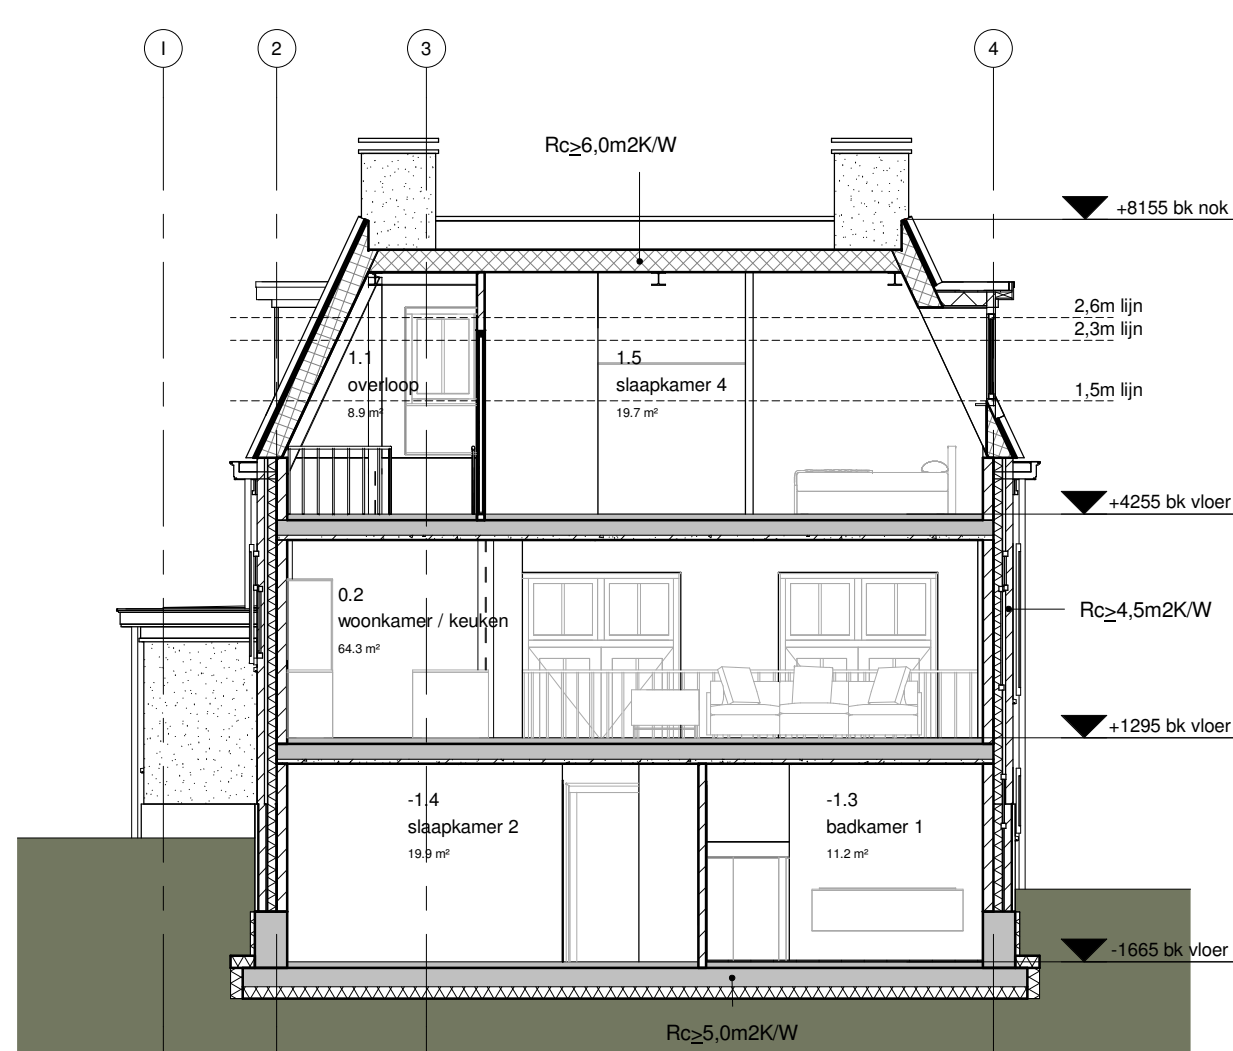 I
2
3
4
Rc≥6,0m2K/W
+8155 bk nok
2,6m lijn
2,3m lijn
1.1
overloop
8.9 m²
1.5
slaapkamer 4
19.7 m²
1,5m lijn
+4255 bk vloer
0.2
woonkamer / keuken
64.3 m²
Rc≥4,5m2K/W
+1295 bk vloer
-1.4
slaapkamer 2
19.9 m²
-1.3
badkamer 1
11.2 m²
-1665 bk vloer
Rc≥5,0m2K/W